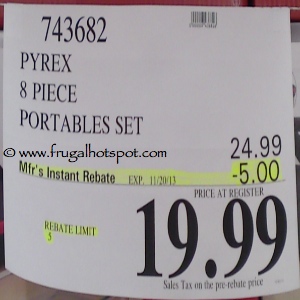 743682
PYREX
8 PIECE
PORTABLES SET
© www.frugalhotspot.com
24.99
Mfr's Instant Rebate EXP. 11/20/13 -5.00
PRICE AT REGISTER
19.99
REBATE LIMIT
5
Sales Tax on the pre-rebate price